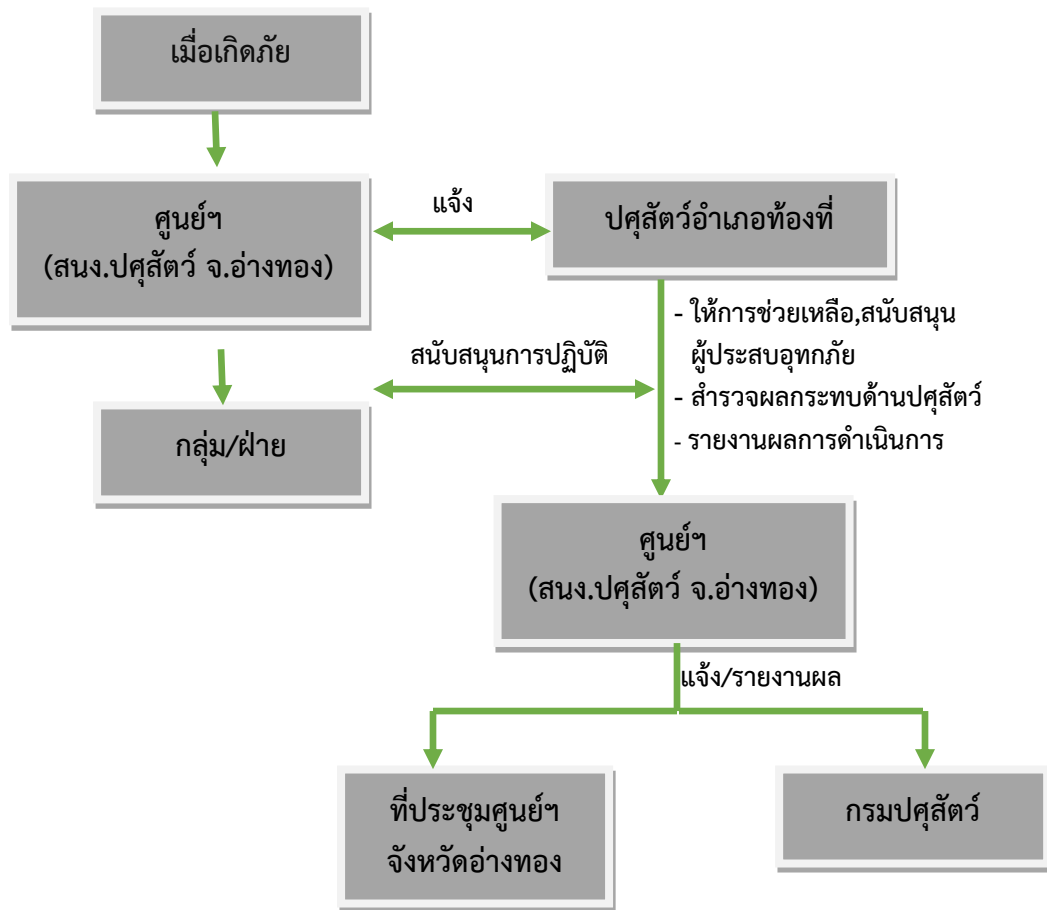 เมื่อเกิดภัย
ศูนย์ฯ
(สนง.ปศุสัตว์ จ.อ่างทอง)
แจ้ง
ปศุสัตว์อำเภอท้องที่
- ให้การช่วยเหลือ,สนับสนุน
ผู้ประสบอุทกภัย
- สำรวจผลกระทบด้านปศุสัตว์
- รายงานผลการดำเนินการ
สนับสนุนการปฏิบัติ
กลุ่ม/ฝ่าย
ศูนย์ฯ
(สนง.ปศุสัตว์ จ.อ่างทอง)
แจ้ง/รายงานผล
ที่ประชุมศูนย์ฯ
จังหวัดอ่างทอง
กรมปศุสัตว์